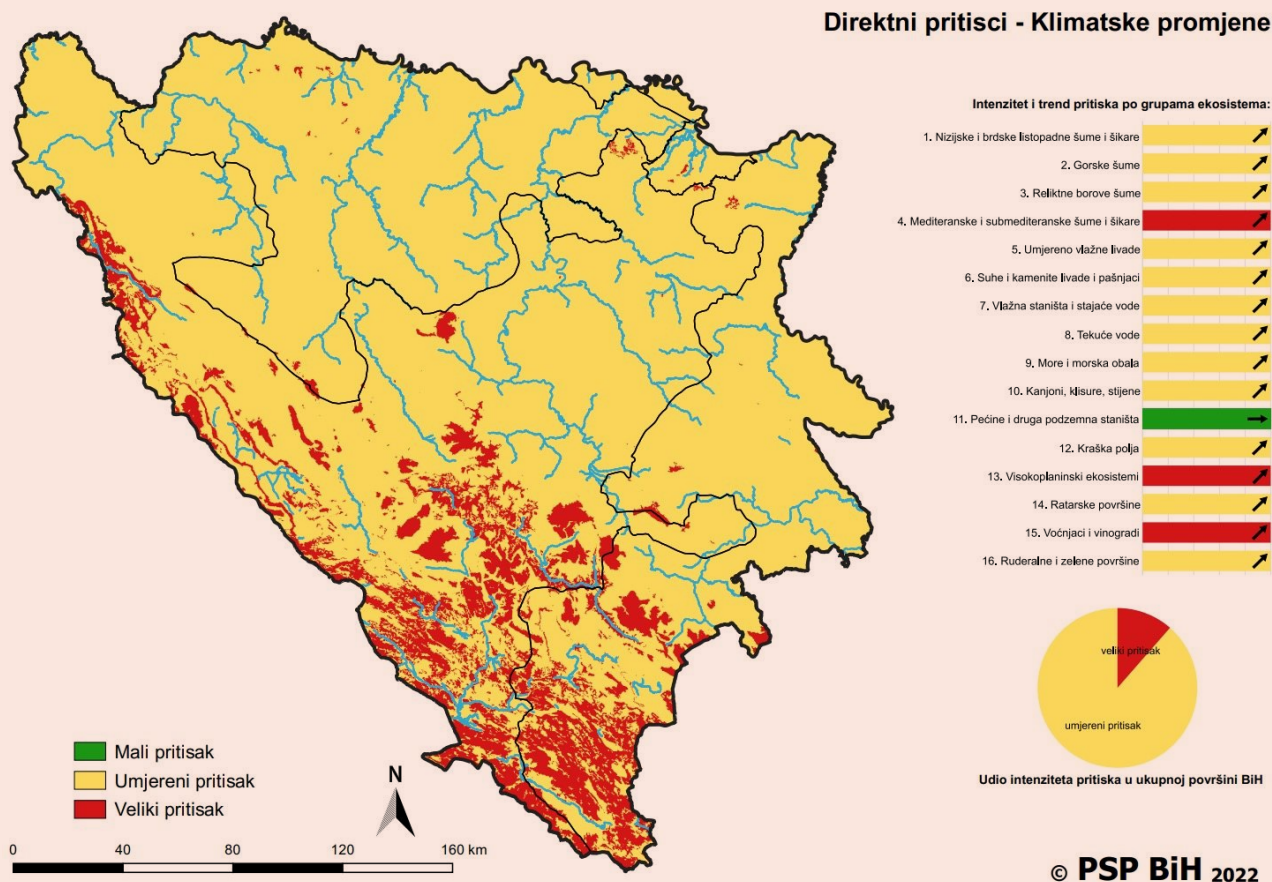 Direktni pritisci - Klimatske promjene
Intenzitet i trend pritiska po grupama ekosistema:
1. Nizijske i brdske listopadne šume i šikare
2. Gorske šume
3. Reliktne borove šume
4. Mediteranske i submediteranske šume i šikare
5. Umjereno vlažne livade
6. Suhe i kamenite livade i pašnjaci
7. Vlažna staništa i stajaće vode
8. Tekuće vode
9. More i morska obala
10. Kanjoni, klisure, stijene
11. Pećine i druga podzemna staništa
12. Kraška polja
13. Visokoplaninski ekosistemi
14. Ratarske površine
15. Voćnjaci i vinogradi
16. Ruderalne i zelene površine
veliki pritisak
umjereni pritisak
Udio intenziteta pritiska u ukupnoj površini BiH
Mali pritisak
Umjereni pritisak
Veliki pritisak
N
0 40 80 120 160 km
© PSP BiH 2022